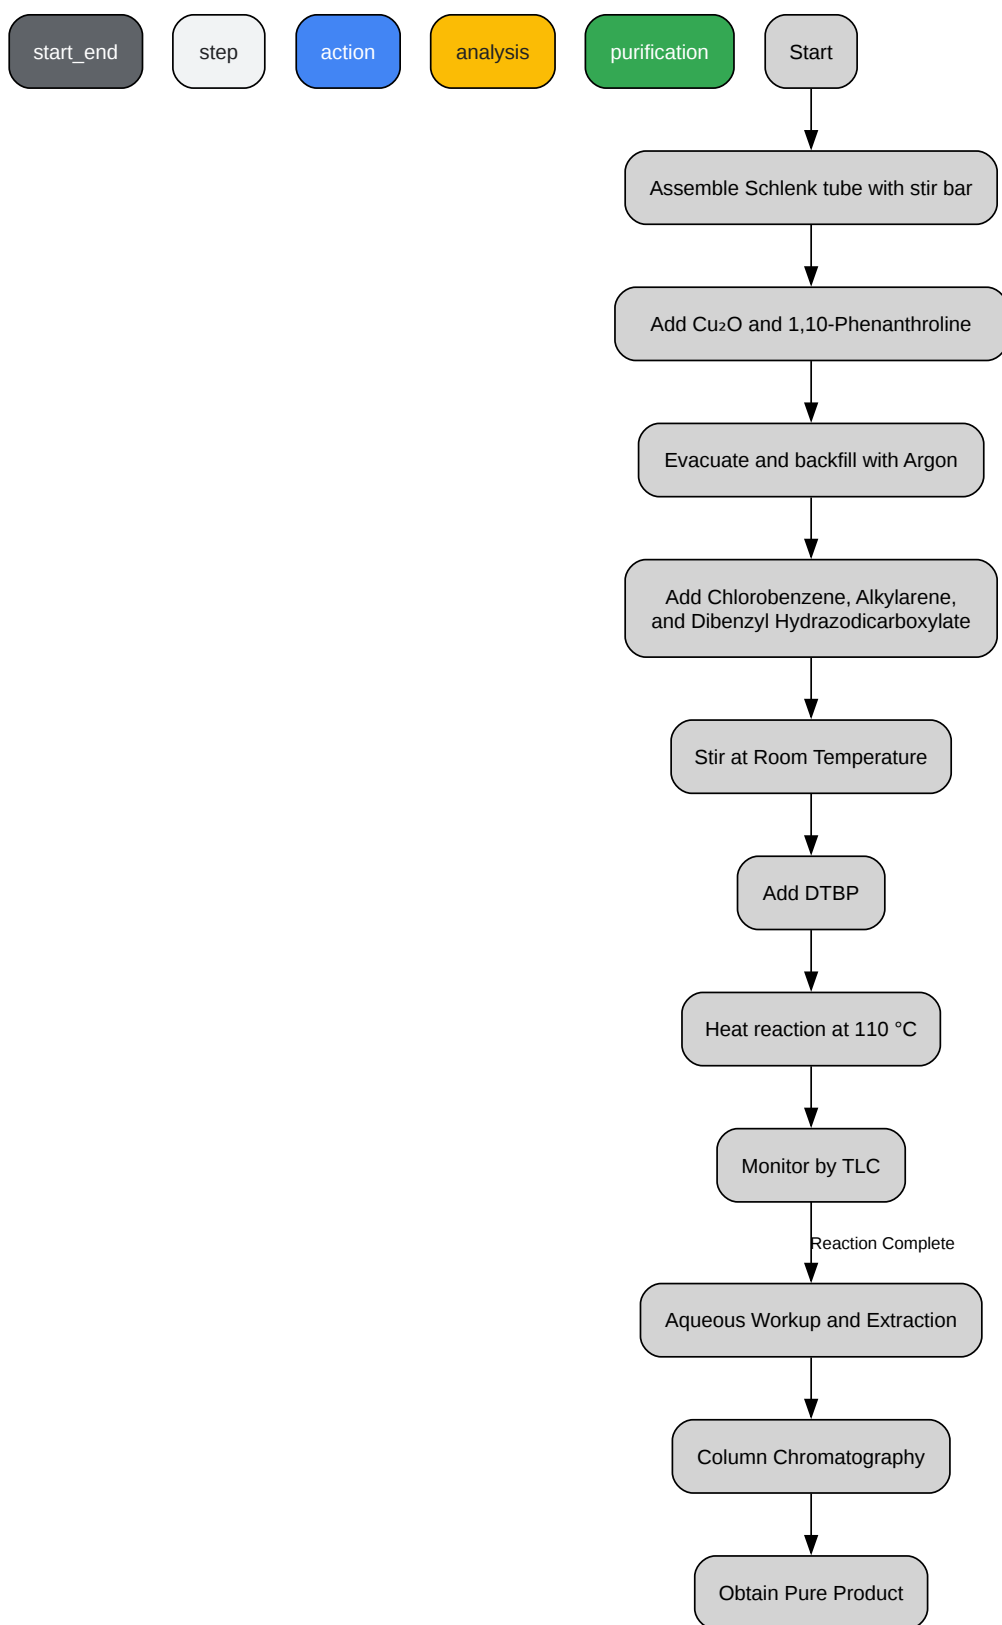 start_end
step
action
analysis
purification
Start
Assemble Schlenk tube with stir bar
Add Cu₂O and 1,10-Phenanthroline
Evacuate and backfill with Argon
Add Chlorobenzene, Alkylarene,
and Dibenzyl Hydrazodicarboxylate
Stir at Room Temperature
Add DTBP
Heat reaction at 110 °C
Monitor by TLC
Reaction Complete
Aqueous Workup and Extraction
Column Chromatography
Obtain Pure Product